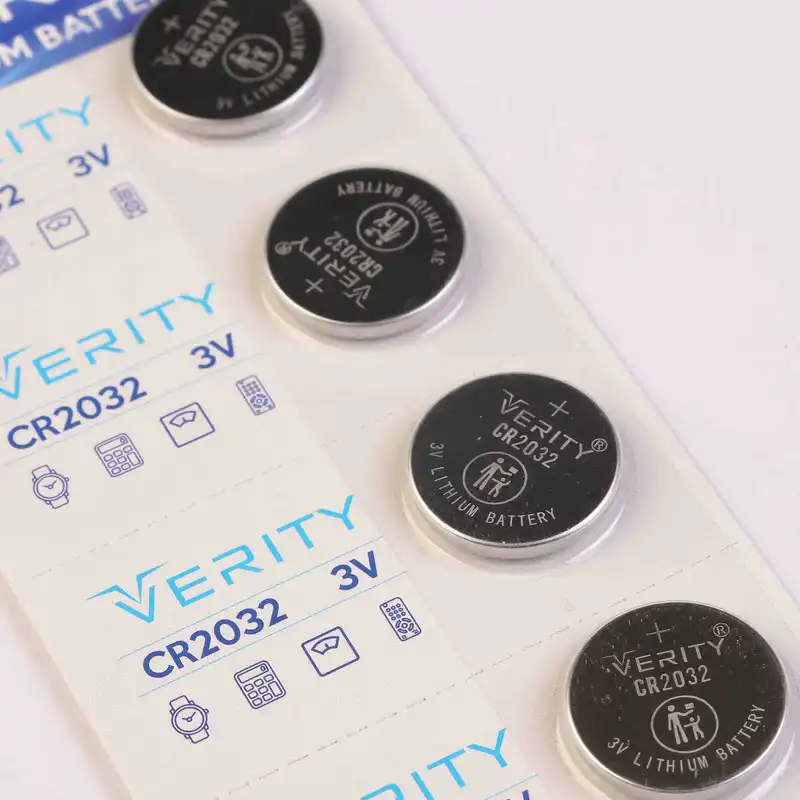 M BATTE
+
VERITY
CR2032
LITHIUM BATTERY
ITY
2
3V
+
VERITY®
CR2032
3V LITHIUM BATTERY
VERITY
CR2032 3V
+
VERITY®
CR2032
3V LITHIUM BATTERY
VERITY
CR2032 3V
+
VERITY®
CR2032
3V LITHIUM BATTERY
VERITY